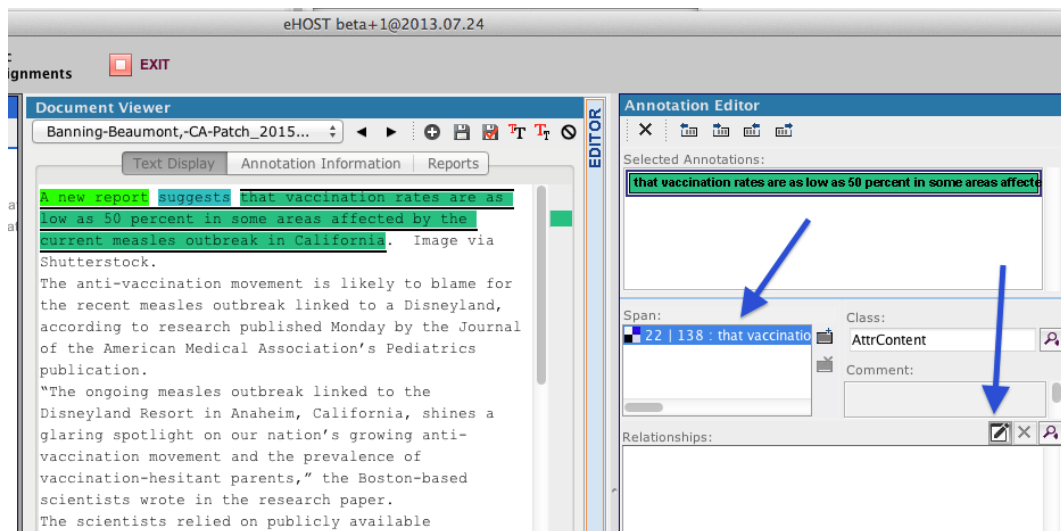 eHOST beta+1@2013.07.24
gnments
EXIT
Document Viewer
Banning-Beaumont,-CA-Patch_2015...
Text Display
Annotation Information
Reports
A new report suggests that vaccination rates are as
low as 50 percent in some areas affected by the
current measles outbreak in California.  Image via
Shutterstock.
The anti-vaccination movement is likely to blame for
the recent measles outbreak linked to a Disneyland,
according to research published Monday by the Journal
of the American Medical Association's Pediatrics
publication.
"The ongoing measles outbreak linked to the
Disneyland Resort in Anaheim, California, shines a
glaring spotlight on our nation's growing anti-
vaccination movement and the prevalence of
vaccination-hesitant parents," the Boston-based
scientists wrote in the research paper.
The scientists relied on publicly available
EDITOR
Annotation Editor
Selected Annotations:
that vaccination rates are as low as 50 percent in some areas affecte
Span:
22 | 138 : that vaccinatio
Class:
AttrContent
Comment:
Relationships: